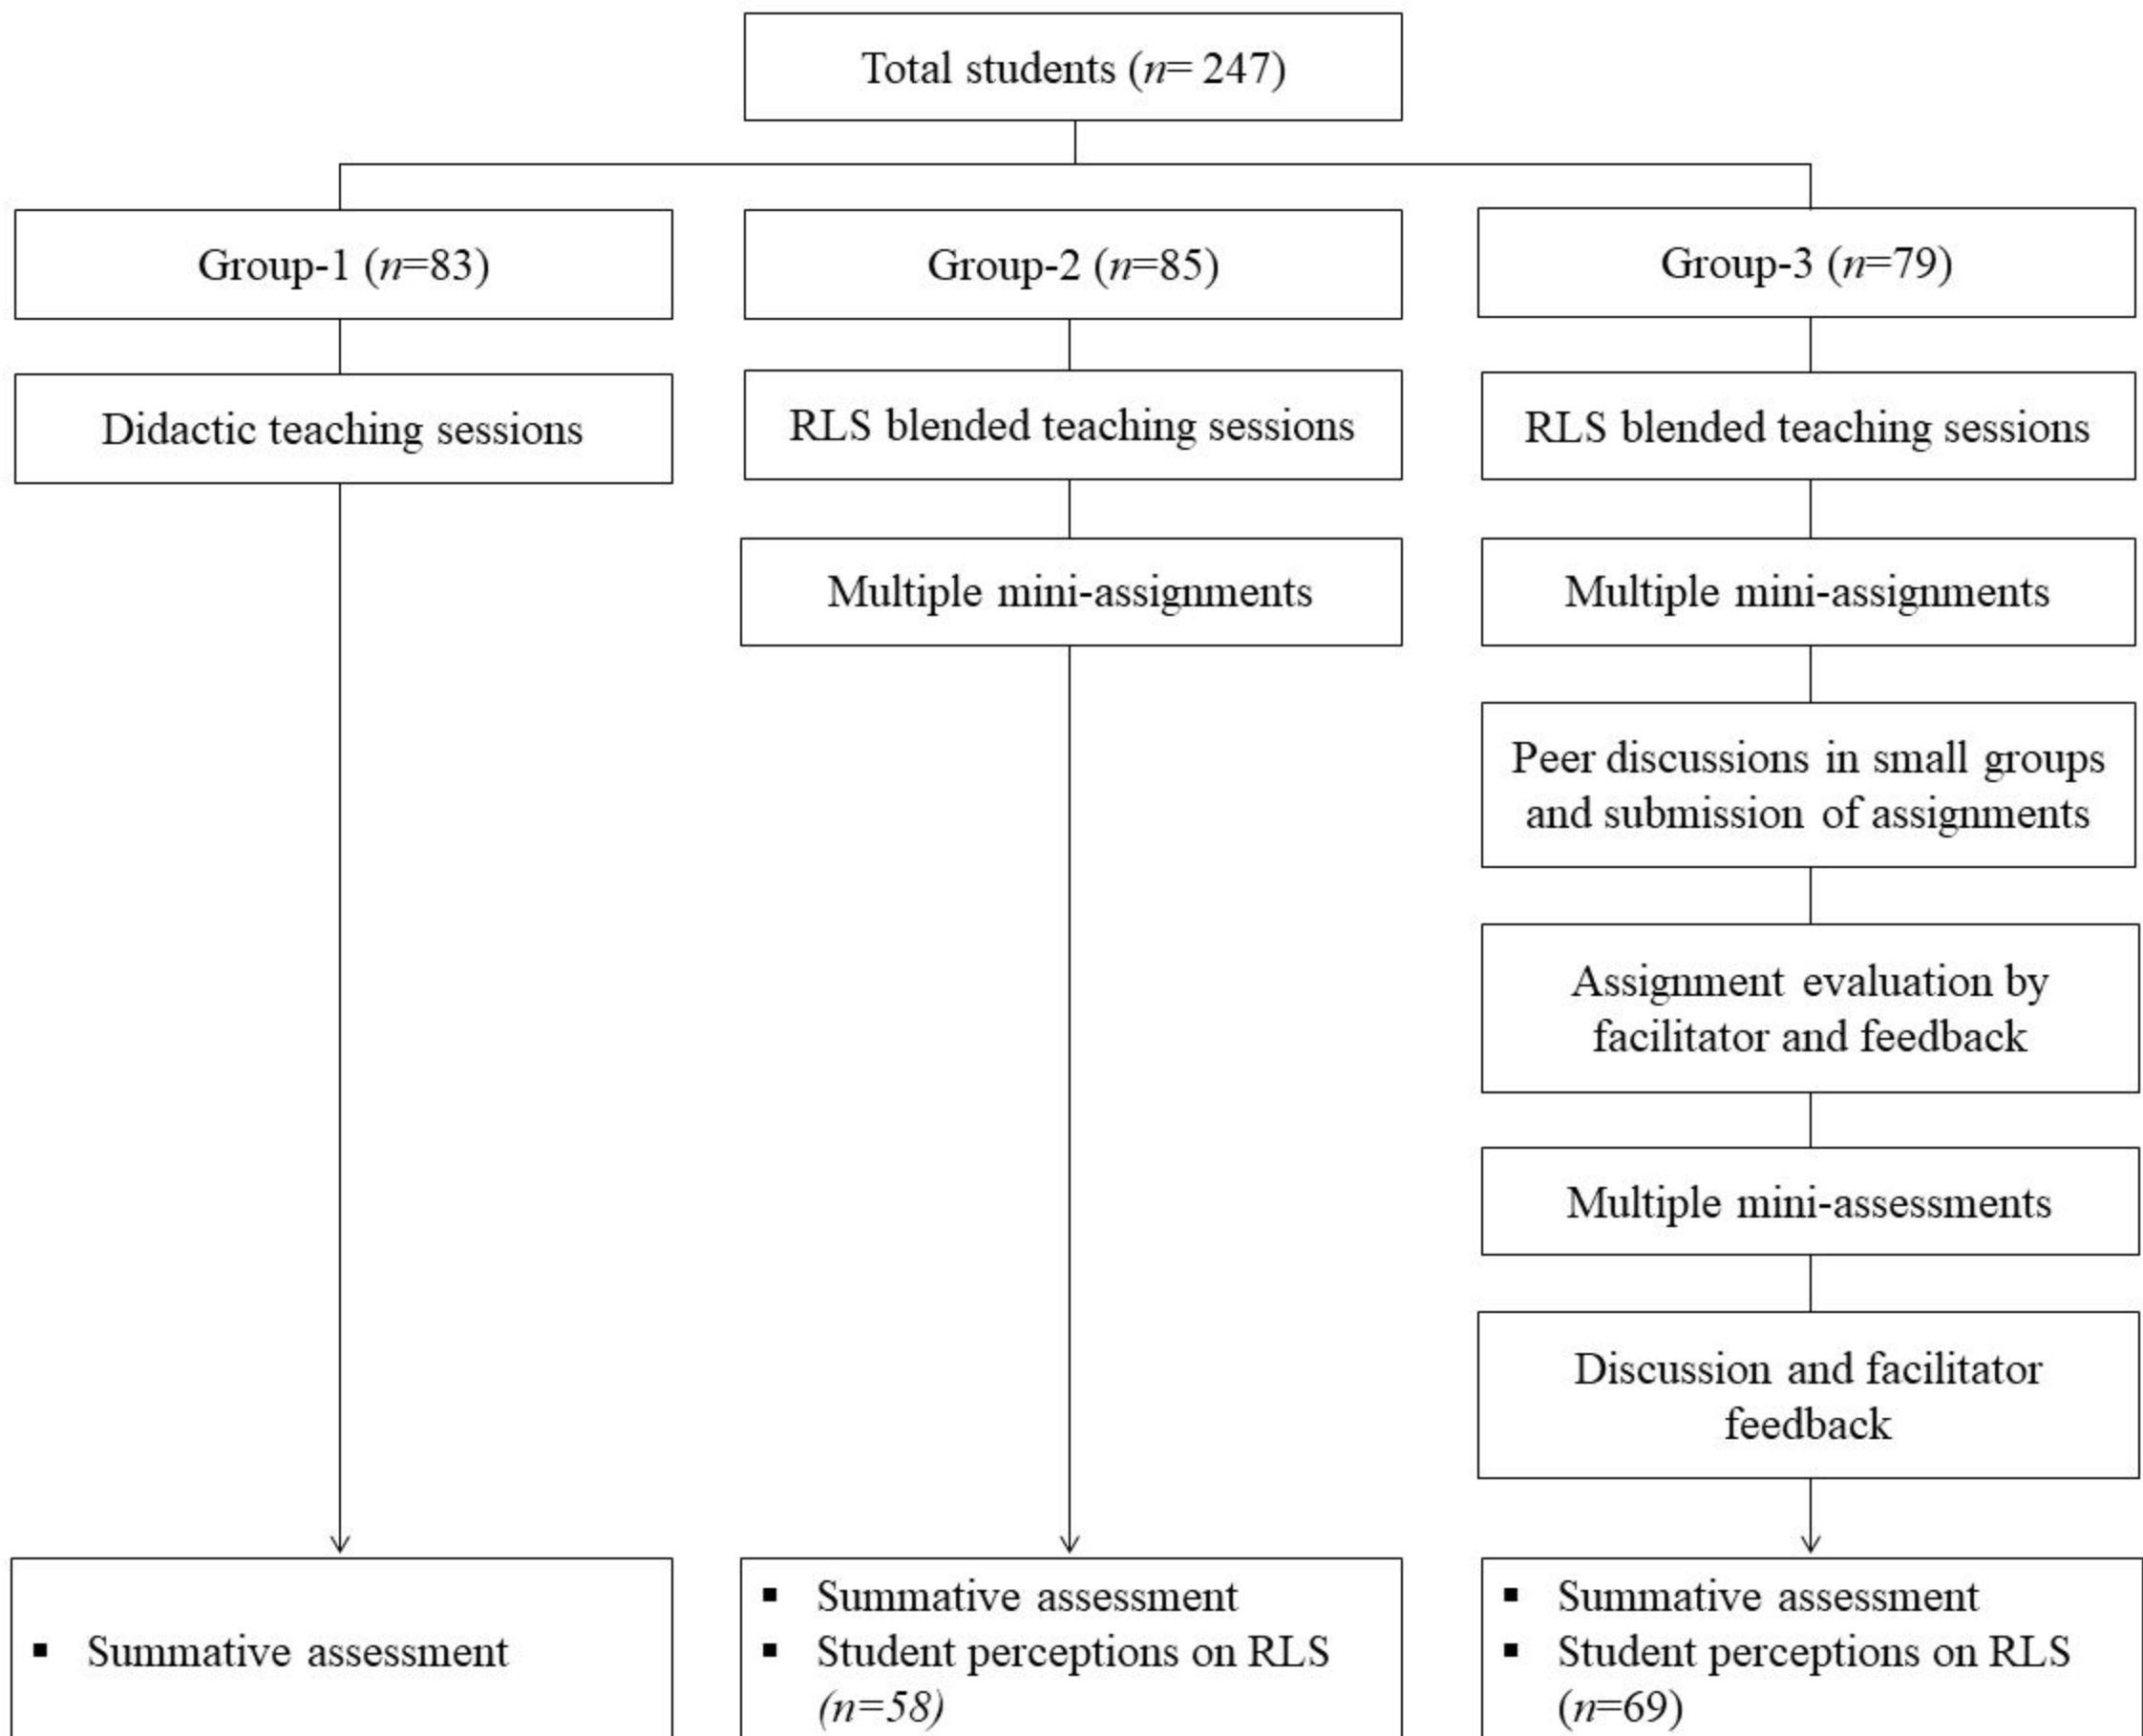 Total students (n= 247)
Group-1 (n=83)
Group-2 (n=85)
Group-3 (n=79)
Didactic teaching sessions
RLS blended teaching sessions
RLS blended teaching sessions
Multiple mini-assignments
Multiple mini-assignments
Peer discussions in small groups
and submission of assignments
Assignment evaluation by
facilitator and feedback
Multiple mini-assessments
Discussion and facilitator
feedback
▪ Summative assessment
▪ Summative assessment
▪ Student perceptions on RLS
(n=58)
▪ Summative assessment
▪ Student perceptions on RLS
(n=69)